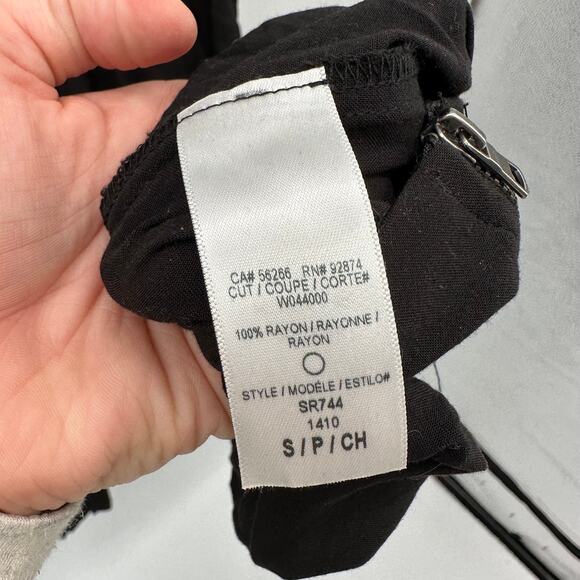 CA# 56266 RN# 92874
CUT / COUPE / CORTE#
W044000
100% RAYON / RAYONNE /
RAYON
STYLE / MODÈLE / ESTILO#
SR744
1410
S / P / CH